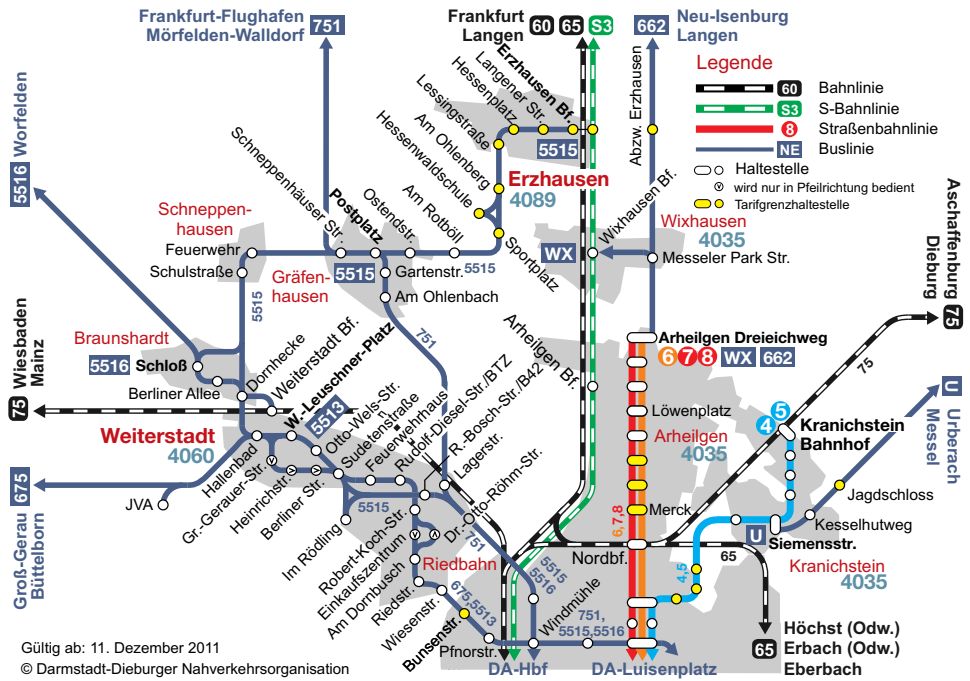 Frankfurt-Flughafen
Mörfelden-Walldorf
751
Frankfurt
Langen
60
65
S3
662
Neu-Isenburg
Langen
Legende
60
Bahnlinie
S3
S-Bahnlinie
8
Straßenbahnlinie
NE
Buslinie
Haltestelle
wird nur in Pfeilrichtung bedient
Tarifgrenzhaltestelle
5516 Worfelden
Erzhausen Bf.
Langener Str.
Hessenplatz
Lessingstraße
Am Ohlenberg
Hessenwaldschule
Sportplatz
5515
Erzhausen
4089
Abzw. Erzhausen
Wixhausen Bf.
Wixhausen
4035
WX
Messeler Park Str.
Schneppen-
hausen
Feuerwehr
Schulstraße
Schneppenhäuser Str.
Postplatz
Ostendstr.
Am Rotböll
5515
5515
Gartenstr.
Gräfen-
hausen
Am Ohlenbach
5515
751
Aschaffenburg
Dieburg
75
75
Arheilgen Bf.
Arheilgen Dreieichweg
6
7
8
WX
662
Löwenplatz
Arheilgen
4035
Merck
6,7,8
Braunshardt
5516
Schloß
Berliner Allee
Dornhecke
Weiterstadt Bf.
W.-Leuschner-Platz
5513
Otto-Wels-Str.
Sudetenstraße
Feuerwehrhaus
Rudolf-Diesel-Str./BTZ
R.-Bosch-Str./B42
Lagerstr.
Dr.-Otto-Röhm-Str.
75
Wiesbaden
Mainz
Weiterstadt
4060
675
Groß-Gerau
Büttelborn
JVA
Hallenbad
Gr.-Gerauer-Str.
Heinrichstr.
Berliner Str.
Im Rödling
5515
Robert-Koch-Str.
Einkaufszentrum
Am Dornbusch
Riedstr.
Wiesenstr.
Bunsenstr.
Pfnorstr.
Riedbahn
675,5513
751
5515
5516
Windmühle
751,
5515,5516
Nordbf.
65
4,5
5
4
Kranichstein
Bahnhof
U
Urberach
Messel
Jagdschloss
Kesselhutweg
U
Siemensstr.
Kranichstein
4035
65
Höchst (Odw.)
Erbach (Odw.)
Eberbach
DA-Hbf
DA-Luisenplatz
Gültig ab: 11. Dezember 2011
© Darmstadt-Dieburger Nahverkehrsorganisation